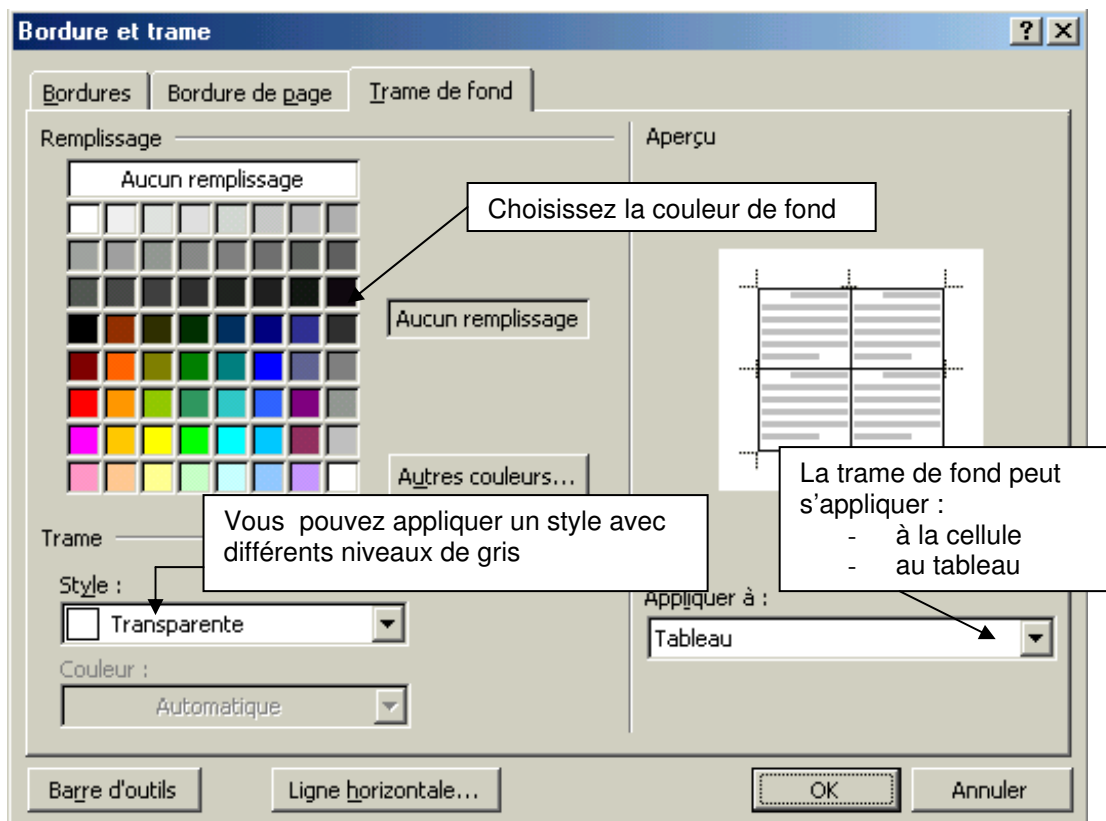 Bordure et trame
Bordures
Bordure de page
Trame de fond
Remplissage
Aperçu
Aucun remplissage
Choisissez la couleur de fond
Aucun remplissage
Autres couleurs...
La trame de fond peut
s’appliquer :
- à la cellule
- au tableau
Vous pouvez appliquer un style avec
différents niveaux de gris
Trame
Style :
Transparente
Appliquer à :
Tableau
Couleur :
Automatique
Barre d'outils
Ligne horizontale...
OK
Annuler